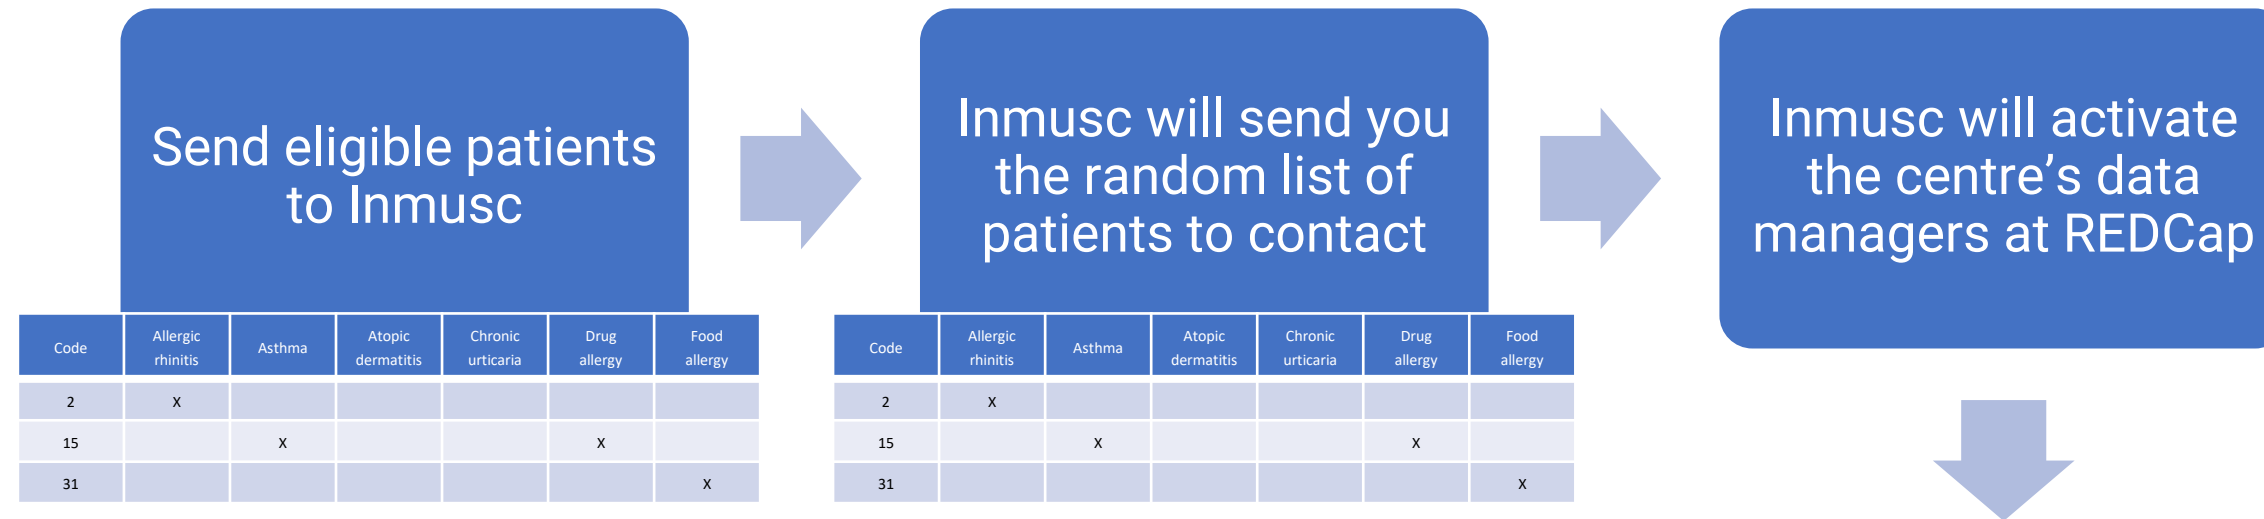 Send eligible patients
to Inmusc
Inmusc will send you
the random list of
patients to contact
Inmusc will activate
the centre’s data
managers at REDCap
Code Allergic rhinitis Asthma Atopic dermatitis Chronic urticaria Drug allergy Food allergy
2 X
15 X X
31 X
Code Allergic rhinitis Asthma Atopic dermatitis Chronic urticaria Drug allergy Food allergy
2 X
15 X X
31 X